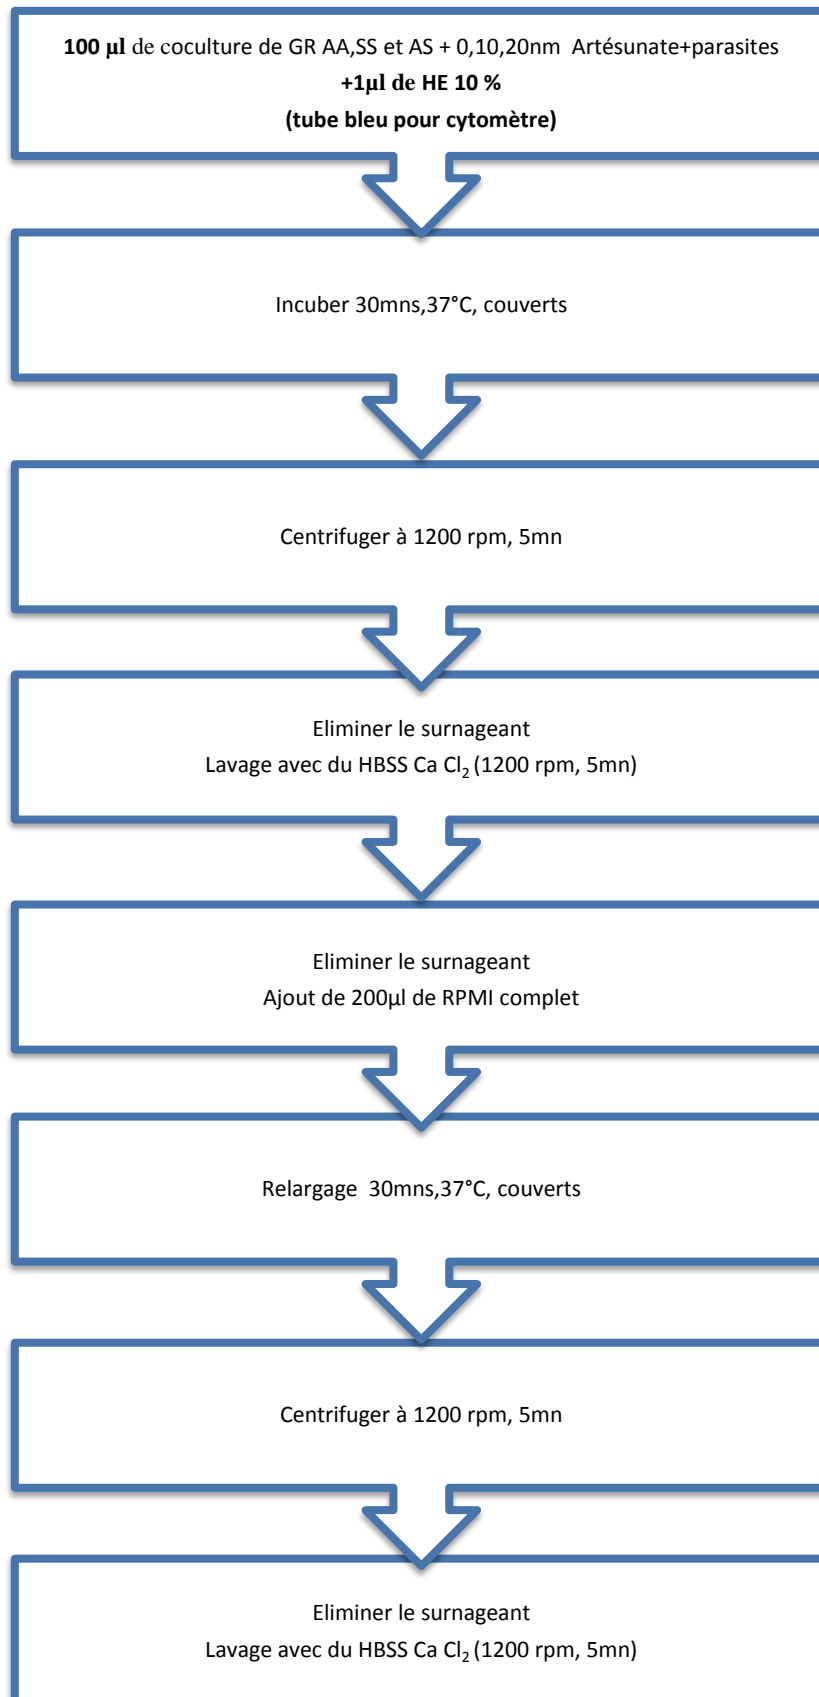 100 µl de coculture de GR AA,SS et AS + 0,10,20nm Artésunate+parasites
+1µl de HE 10 %
(tube bleu pour cytomètre)
Incuber 30mns,37°C, couverts
Centrifuger à 1200 rpm, 5mn
Eliminer le surnageant
Lavage avec du HBSS Ca Cl₂ (1200 rpm, 5mn)
Eliminer le surnageant
Ajout de 200µl de RPMI complet
Relargage 30mns,37°C, couverts
Centrifuger à 1200 rpm, 5mn
Eliminer le surnageant
Lavage avec du HBSS Ca Cl₂ (1200 rpm, 5mn)